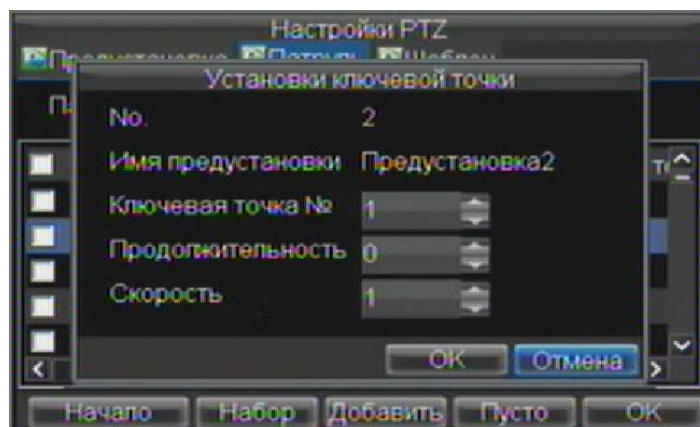 Настройки PTZ
Установки ключевой точки
No. 2
Имя предустановки Предустановка2
Ключевая точка № 1
Продолжительность 0
Скорость 1
OK Отмена
Начало Набор Добавить Пусто OK